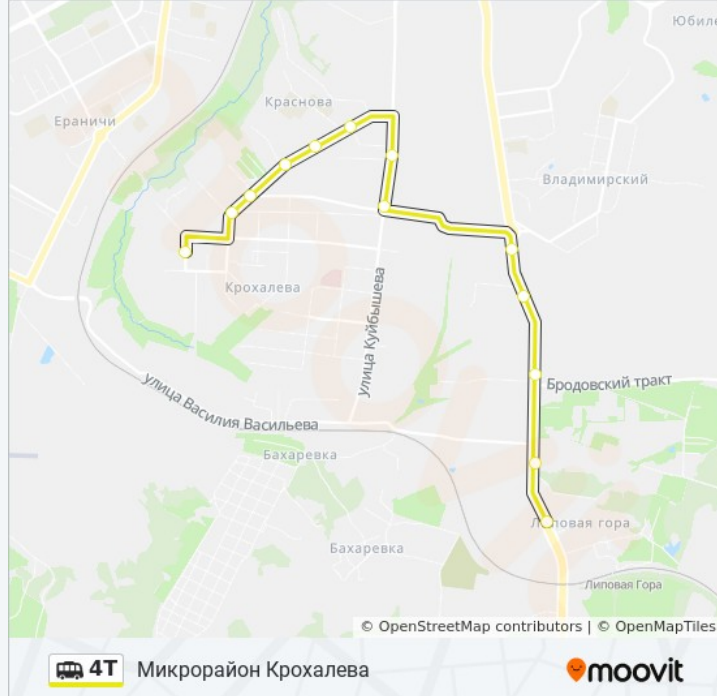 Юбиле
Краснова
Ераничи
Владимирский
Крохалева
улица Куйбышева
Бродовский тракт
улица Василия Васильева
Бахаревка
Липовая гора
Бахаревка
Липовая Гора
© OpenStreetMap contributors | © OpenMapTiles
4Т Микрорайон Крохалева
moovit